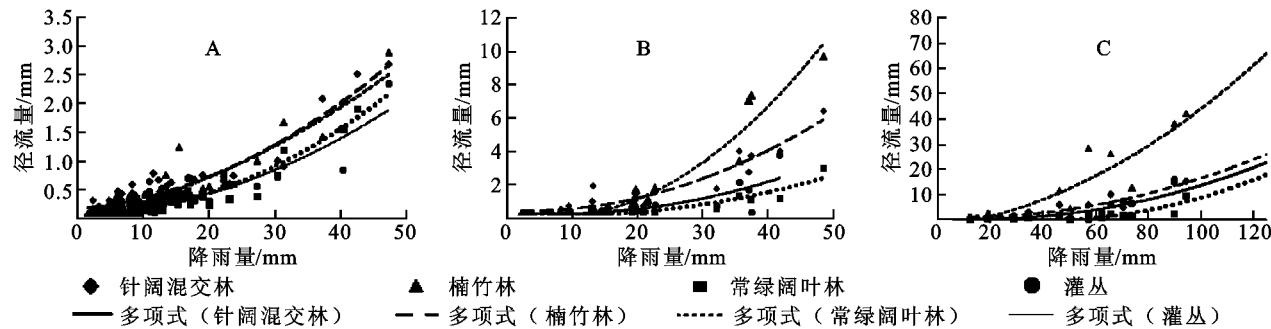 3.5
3.0
2.5
2.0
1.5
1.0
0.5
径流量/mm
A
0 10 20 30 40 50
降雨量/mm
12
10
8
6
4
2
径流量/mm
B
0 10 20 30 40 50
降雨量/mm
80
70
60
50
40
30
20
10
径流量/mm
C
0 20 40 60 80 100 120
降雨量/mm
针阔混交林 楠竹林 常绿阔叶林 灌丛
多项式（针阔混交林） 多项式（楠竹林） 多项式（常绿阔叶林） 多项式（灌丛）